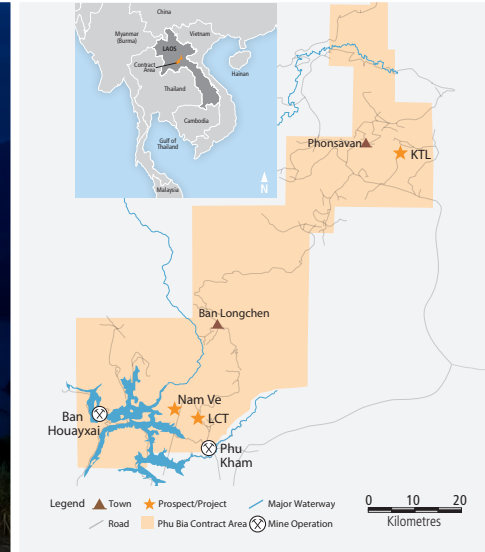 China
Myanmar
(Burma)
Vietnam
LAOS
Contract
Area
Hainan
Thailand
Cambodia
Gulf of
Thailand
Malaysia
N
Phonsavan
KTL
Ban Longchen
Nam Ve
LCT
Ban
Houayxai
Phu
Kham
Legend
Town
Prospect/Project
Major Waterway
Road
Phu Bia Contract Area
Mine Operation
0 10 20
Kilometres